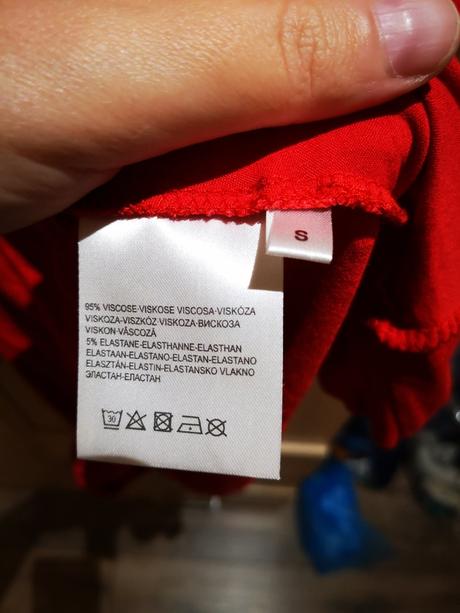 S
95% VISCOSE·VISKOSE VISCOSA·VISKÓZA
VISKOZA·VISZKÓZ·VISKOZA·ВИСКОЗА
VISKON·VÂSCOZĂ
5% ELASTANE·ELASTHANNE·ELASTHAN
ELASTAAN·ELASTANO·ELASTAN·ELASTANO
ELASZTÁN·ELASTIN·ELASTANSKO VLAKNO
ЭЛАСТАН·ЕЛАСТАН
30